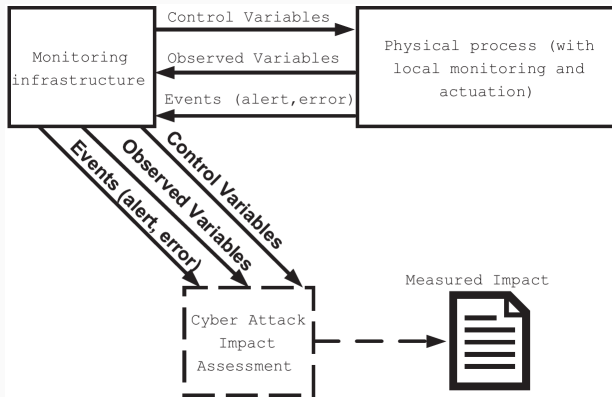 Control Variables
Monitoring
infrastructure
Observed Variables
Events (alert,error)
Physical process (with
local monitoring and
actuation)
Events (alert, error)
Observed Variables
Control Variables
Cyber Attack
Impact
Assessment
Measured Impact